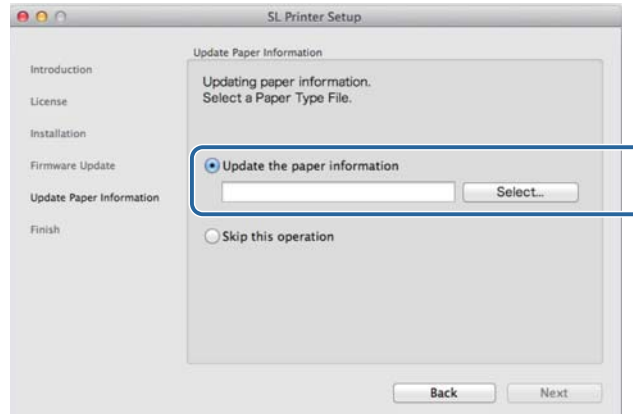 SL Printer Setup
Update Paper Information
Introduction
License
Installation
Firmware Update
Update Paper Information
Finish
Updating paper information.
Select a Paper Type File.
Update the paper information
Select...
Skip this operation
Back
Next